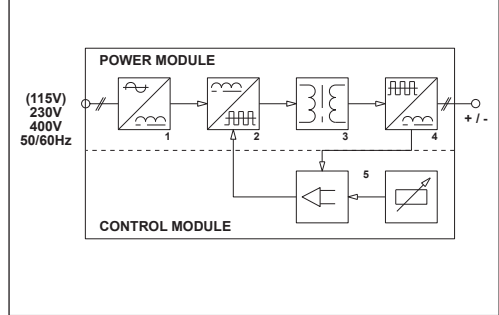 POWER MODULE
(115V)
230V
400V
50/60Hz
1
2
3
4
+ / -
5
CONTROL MODULE